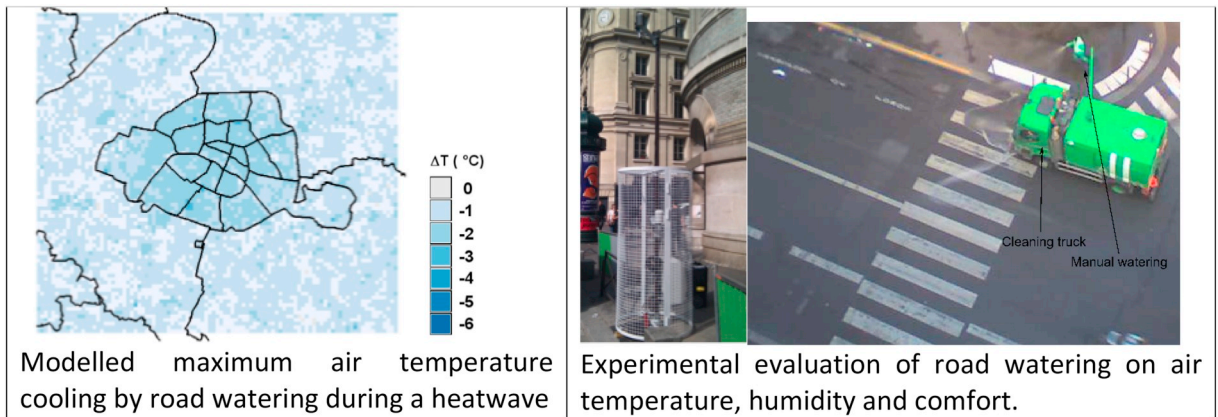 ΔT ( °C)
0
-1
-2
-3
-4
-5
-6
Modelled maximum air temperature
cooling by road watering during a heatwave
Cleaning truck
Manual watering
Experimental evaluation of road watering on air
temperature, humidity and comfort.